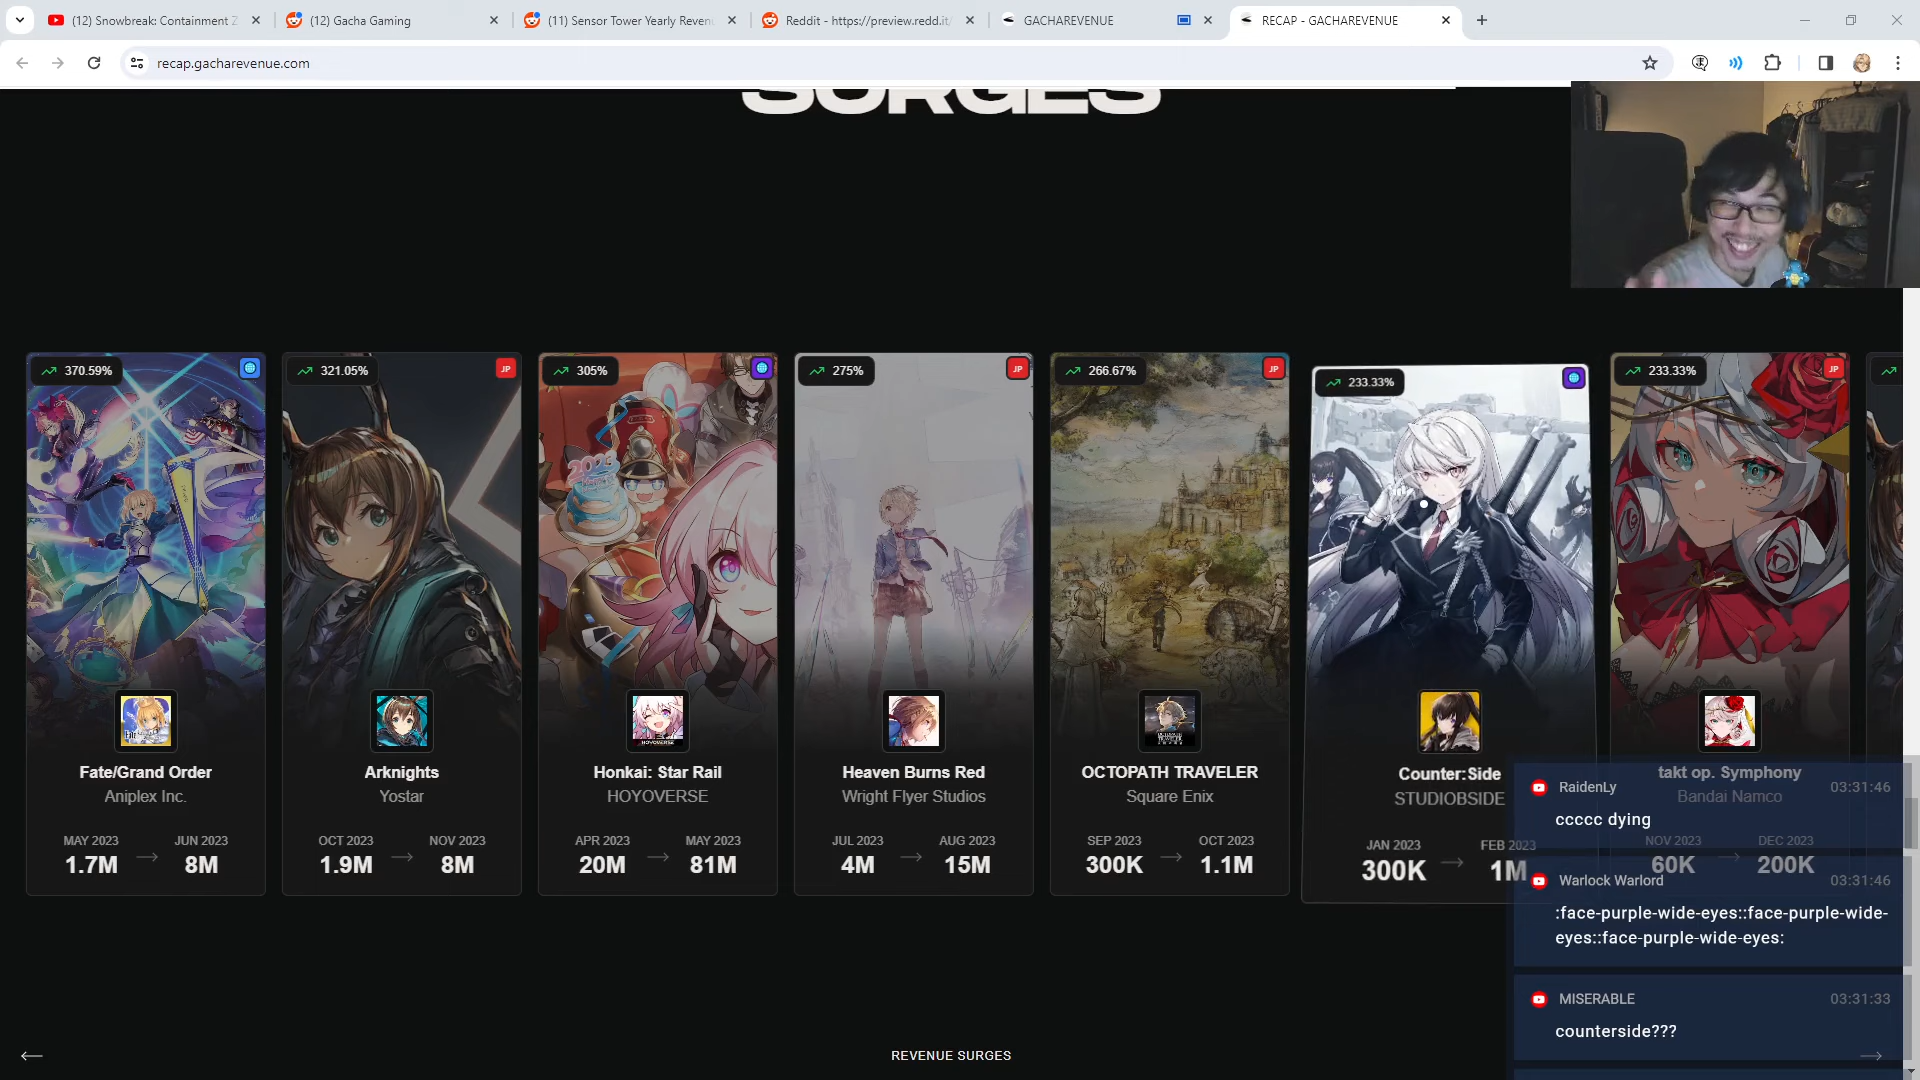 (12) Snowbreak: Containment Z
(12) Gacha Gaming
(11) Sensor Tower Yearly Revenu
Reddit - https://preview.redd.it/
GACHAREVENUE
RECAP - GACHAREVENUE
recap.gacharevenue.com
SURGES
370.59%
321.05%
JP
305%
275%
JP
266.67%
JP
233.33%
233.33%
JP
Fate/Grand Order
Aniplex Inc.
MAY 2023
JUN 2023
1.7M
8M
Arknights
Yostar
OCT 2023
NOV 2023
1.9M
8M
Honkai: Star Rail
HOYOVERSE
APR 2023
MAY 2023
20M
81M
Heaven Burns Red
Wright Flyer Studios
JUL 2023
AUG 2023
4M
15M
OCTOPATH TRAVELER
Square Enix
SEP 2023
OCT 2023
300K
1.1M
Counter:Side
STUDIOBSIDE
JAN 2023
FEB 2023
300K
1M
takt op. Symphony
Bandai Namco
NOV 2023
DEC 2023
60K
200K
RaidenLy
03:31:46
ccccc dying
Warlock Warlord
03:31:46
:face-purple-wide-eyes::face-purple-wide-
eyes::face-purple-wide-eyes:
MISERABLE
03:31:33
counterside???
REVENUE SURGES